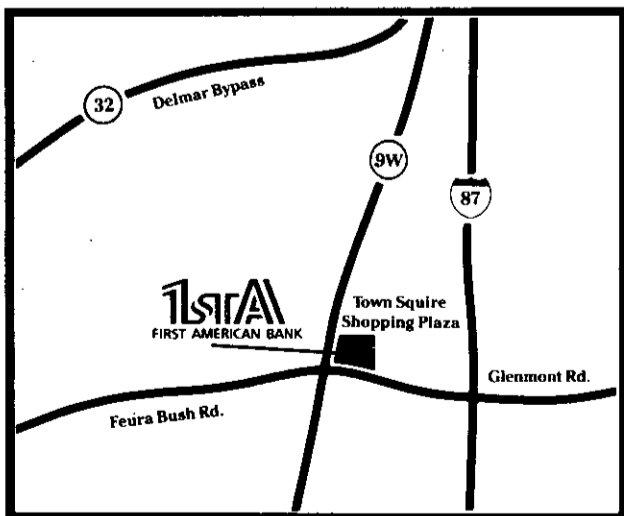 32
Delmar Bypass
9W
87
1stA
FIRST AMERICAN BANK
Town Squire
Shopping Plaza
Glenmont Rd.
Feura Bush Rd.